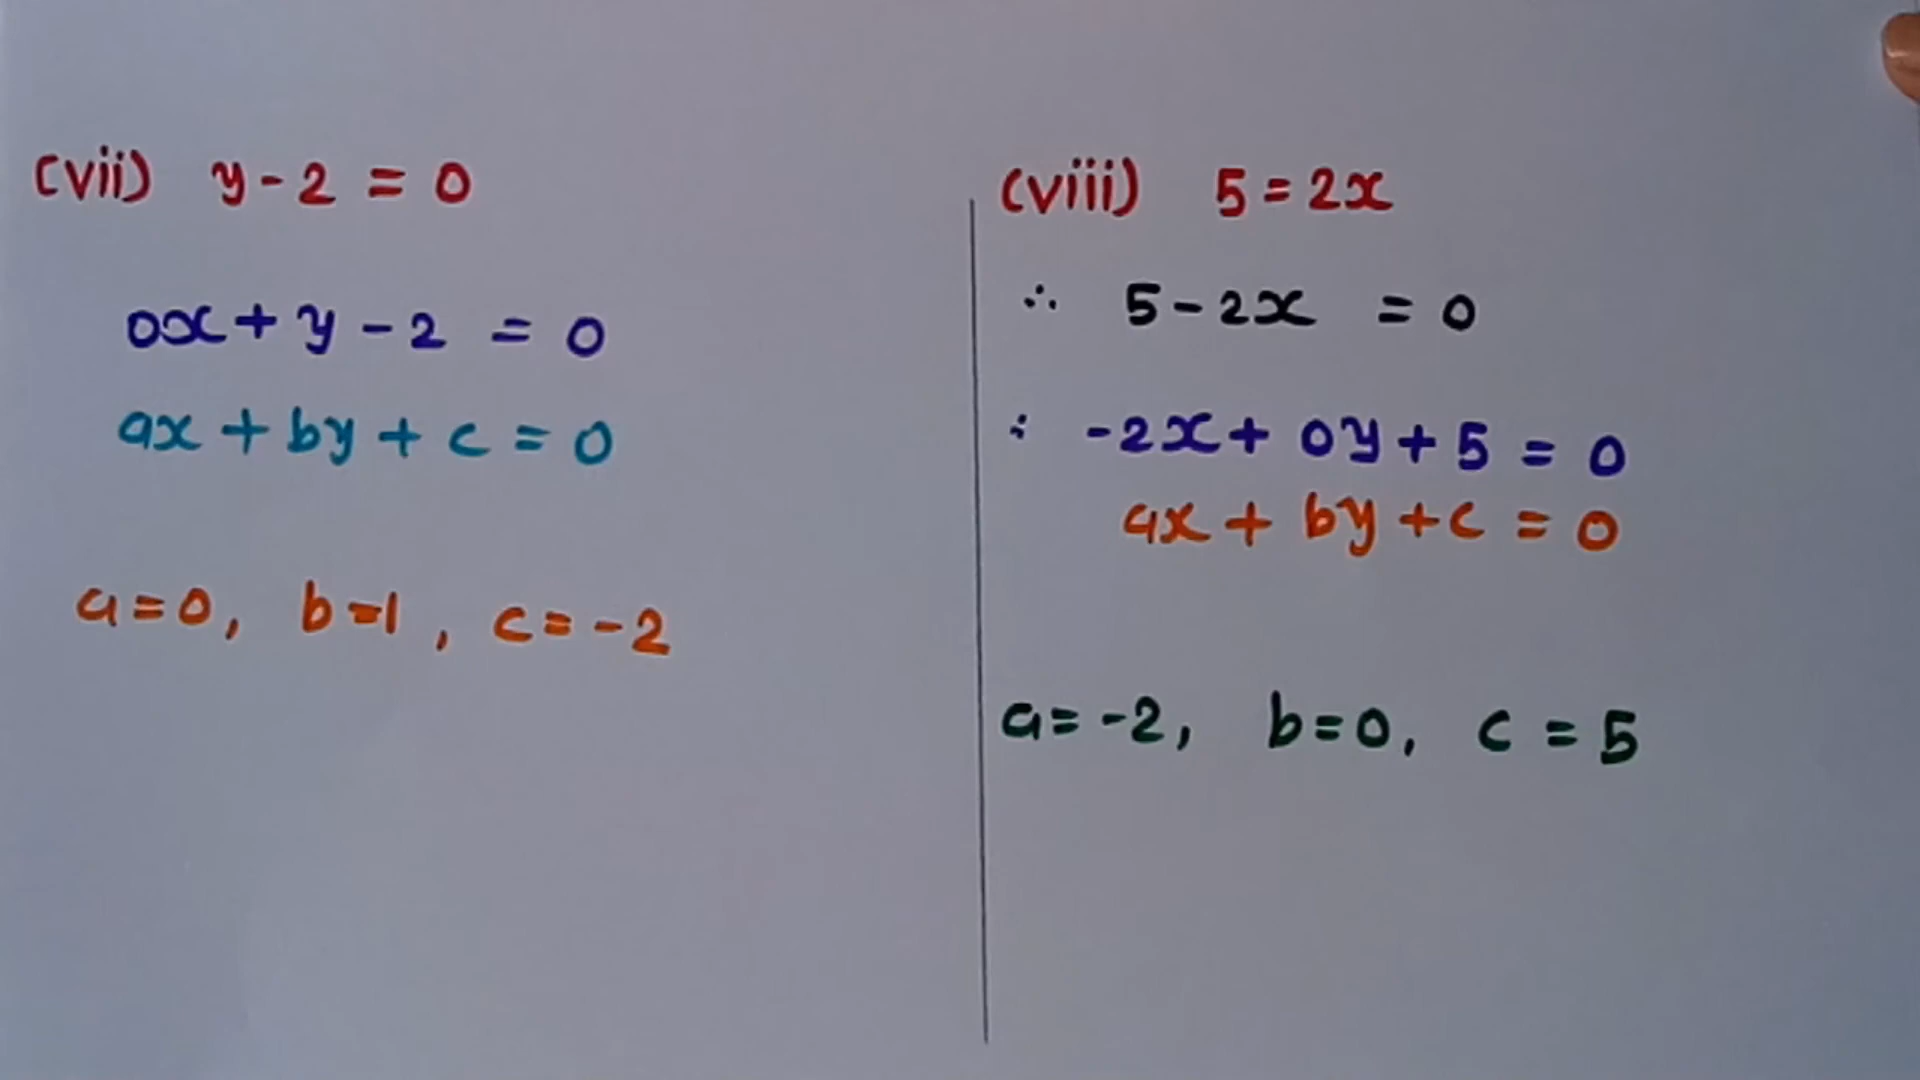 (vii) y - 2 = 0
0x + y - 2 = 0
ax + by + c = 0
a = 0, b = 1, c = -2
(viii) 5 = 2x
∴ 5 - 2x = 0
∴ -2x + 0y + 5 = 0
ax + by + c = 0
a = -2, b = 0, c = 5